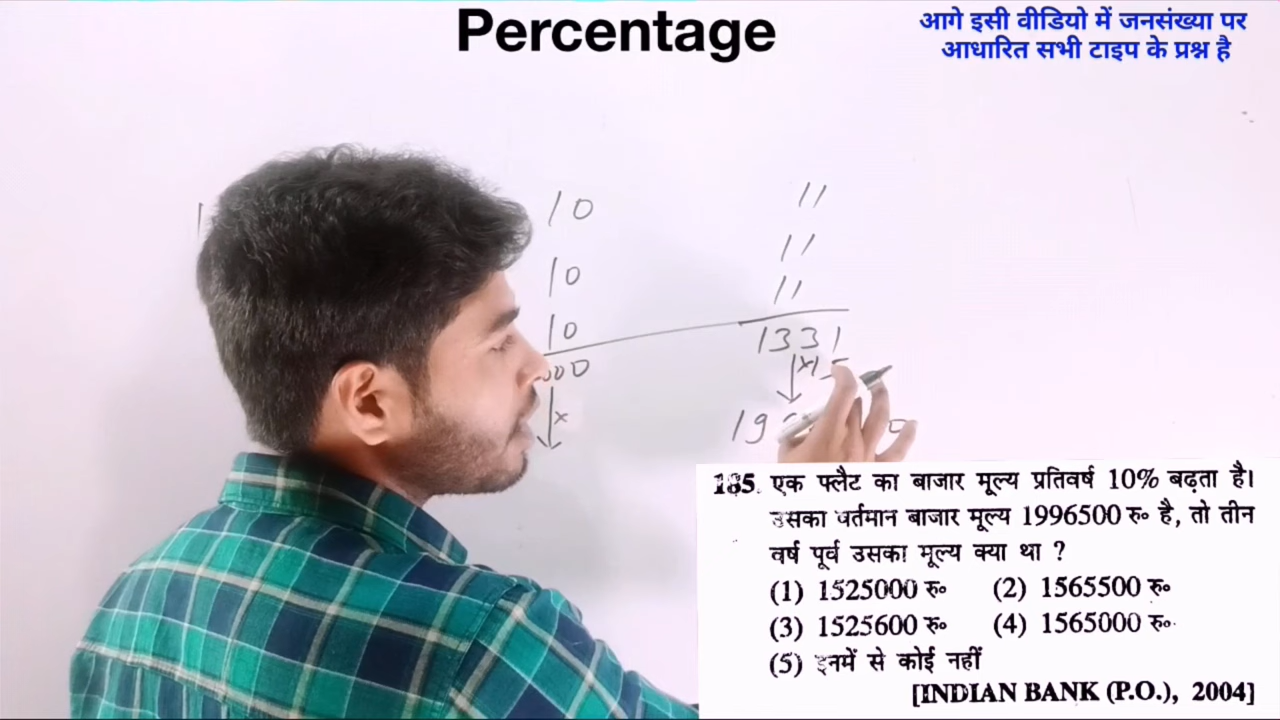 Percentage
आगे इसी वीडियो में जनसंख्या पर
आधारित सभी टाइप के प्रश्न है
10 11
10 11
10 11
1331
185. एक फ्लैट का बाजार मूल्य प्रतिवर्ष 10% बढ़ता है।
उसका वर्तमान बाजार मूल्य 1996500 रु० है, तो तीन
वर्ष पूर्व उसका मूल्य क्या था ?
(1) 1525000 रु० (2) 1565500 रु०
(3) 1525600 रु० (4) 1565000 रु०
(5) इनमें से कोई नहीं
[INDIAN BANK (P.O.), 2004]